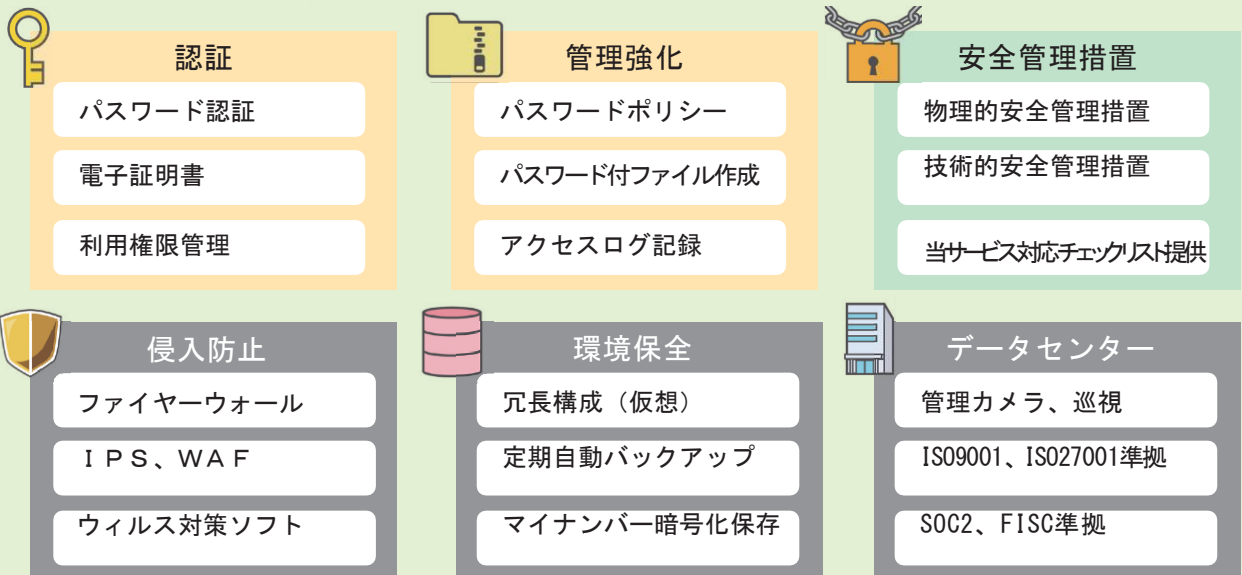 認証
パスワード認証
電子証明書
利用権限管理
管理強化
パスワードポリシー
パスワード付ファイル作成
アクセスログ記録
安全管理措置
物理的安全管理措置
技術的安全管理措置
当サービス対応チェックリスト提供
侵入防止
ファイヤーウォール
ＩＰＳ、ＷＡＦ
ウィルス対策ソフト
環境保全
冗長構成（仮想）
定期自動バックアップ
マイナンバー暗号化保存
データセンター
管理カメラ、巡視
ISO9001、ISO27001準拠
SOC2、FISC準拠